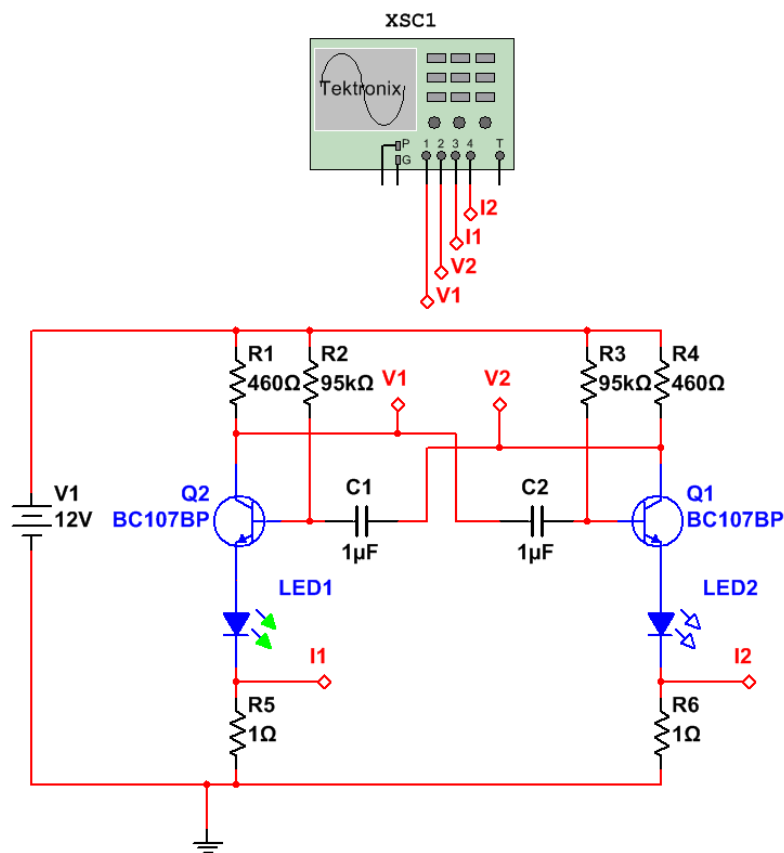 XSC1
Tektronix
P
G
1 2 3 4 T
I2
I1
V2
V1
R1
460Ω
R2
95kΩ
R3
95kΩ
R4
460Ω
V1
V2
V1
12V
Q2
BC107BP
C1
1µF
C2
1µF
Q1
BC107BP
LED1
LED2
I1
I2
R5
1Ω
R6
1Ω